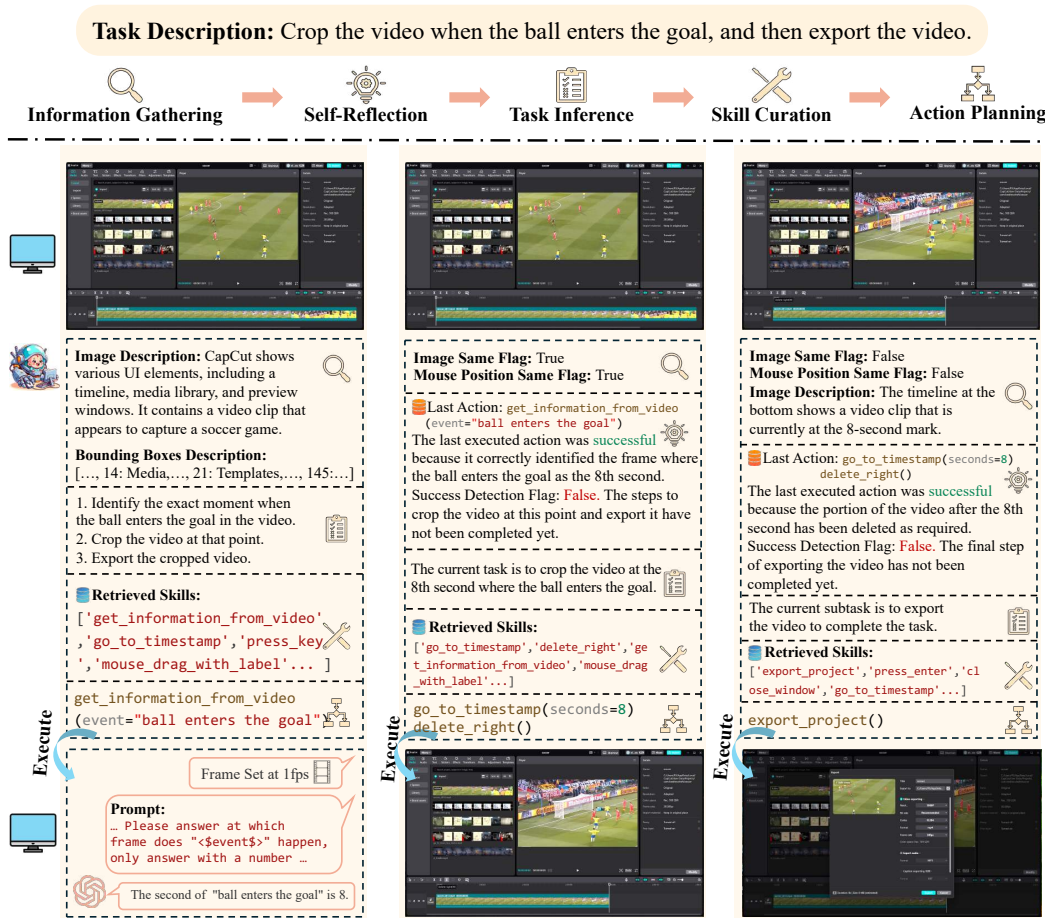 Task Description: Crop the video when the ball enters the goal, and then export the video.
Information Gathering
Self-Reflection
Task Inference
Skill Curation
Action Planning
Image Description: CapCut shows
various UI elements, including a
timeline, media library, and preview
windows. It contains a video clip that
appears to capture a soccer game.
Bounding Boxes Description:
[…, 14: Media,…, 21: Templates,…, 145:…]
1. Identify the exact moment when
the ball enters the goal in the video.
2. Crop the video at that point.
3. Export the cropped video.
Retrieved Skills:
['get_information_from_video'
,'go_to_timestamp','press_key
','mouse_drag_with_label'... ]
get_information_from_video
(event="ball enters the goal")
Execute
Frame Set at 1fps
Prompt:
… Please answer at which
frame does "<$event$>" happen,
only answer with a number …
The second of "ball enters the goal" is 8.
Image Same Flag: True
Mouse Position Same Flag: True
Last Action: get_information_from_video
(event="ball enters the goal")
The last executed action was successful
because it correctly identified the frame where
the ball enters the goal as the 8th second.
Success Detection Flag: False. The steps to
crop the video at this point and export it have
not been completed yet.
The current task is to crop the video at the
8th second where the ball enters the goal.
Retrieved Skills:
['go_to_timestamp','delete_right','ge
t_information_from_video','mouse_drag
_with_label'...]
go_to_timestamp(seconds=8)
delete_right()
Execute
Image Same Flag: False
Mouse Position Same Flag: False
Image Description: The timeline at the
bottom shows a video clip that is
currently at the 8-second mark.
Last Action: go_to_timestamp(seconds=8)
delete_right()
The last executed action was successful
because the portion of the video after the 8th
second has been deleted as required.
Success Detection Flag: False. The final step
of exporting the video has not been
completed yet.
The current subtask is to export
the video to complete the task.
Retrieved Skills:
['export_project','press_enter','cl
ose_window','go_to_timestamp'...]
export_project()
Execute